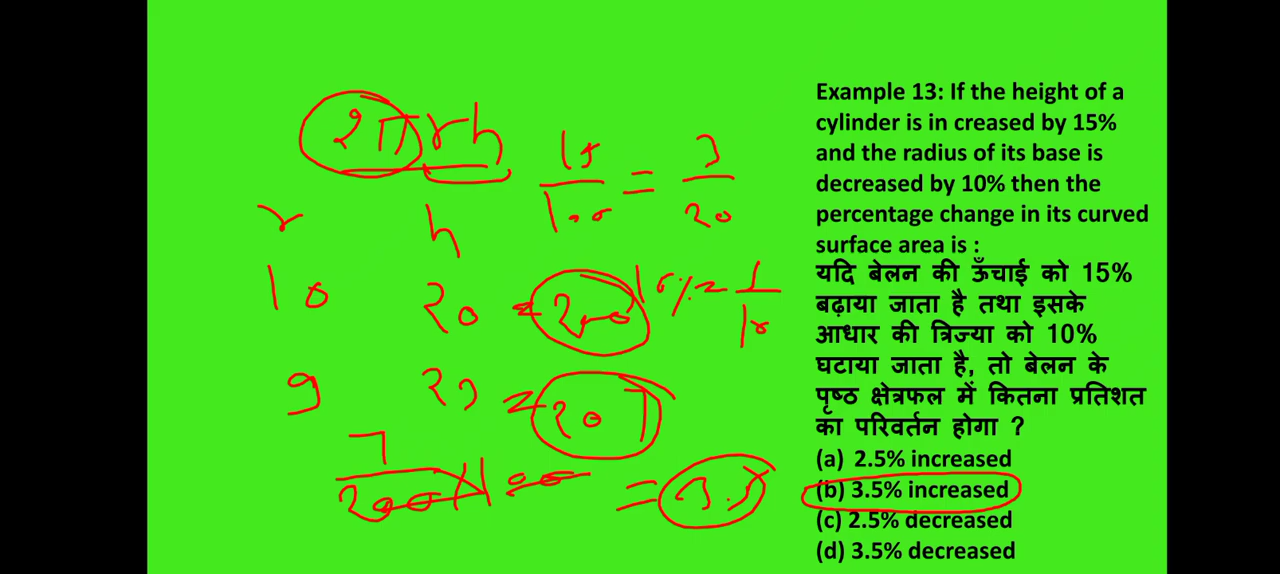 2πrh
15/100 = 3/20
r h
10 20 = 200
10% = 1/10
9 23 = 207
7/200 × 100 = 3.5
Example 13: If the height of a
cylinder is in creased by 15%
and the radius of its base is
decreased by 10% then the
percentage change in its curved
surface area is :
यदि बेलन की ऊँचाई को 15%
बढ़ाया जाता है तथा इसके
आधार की त्रिज्या को 10%
घटाया जाता है, तो बेलन के
पृष्ठ क्षेत्रफल में कितना प्रतिशत
का परिवर्तन होगा ?
(a) 2.5% increased
(b) 3.5% increased
(c) 2.5% decreased
(d) 3.5% decreased